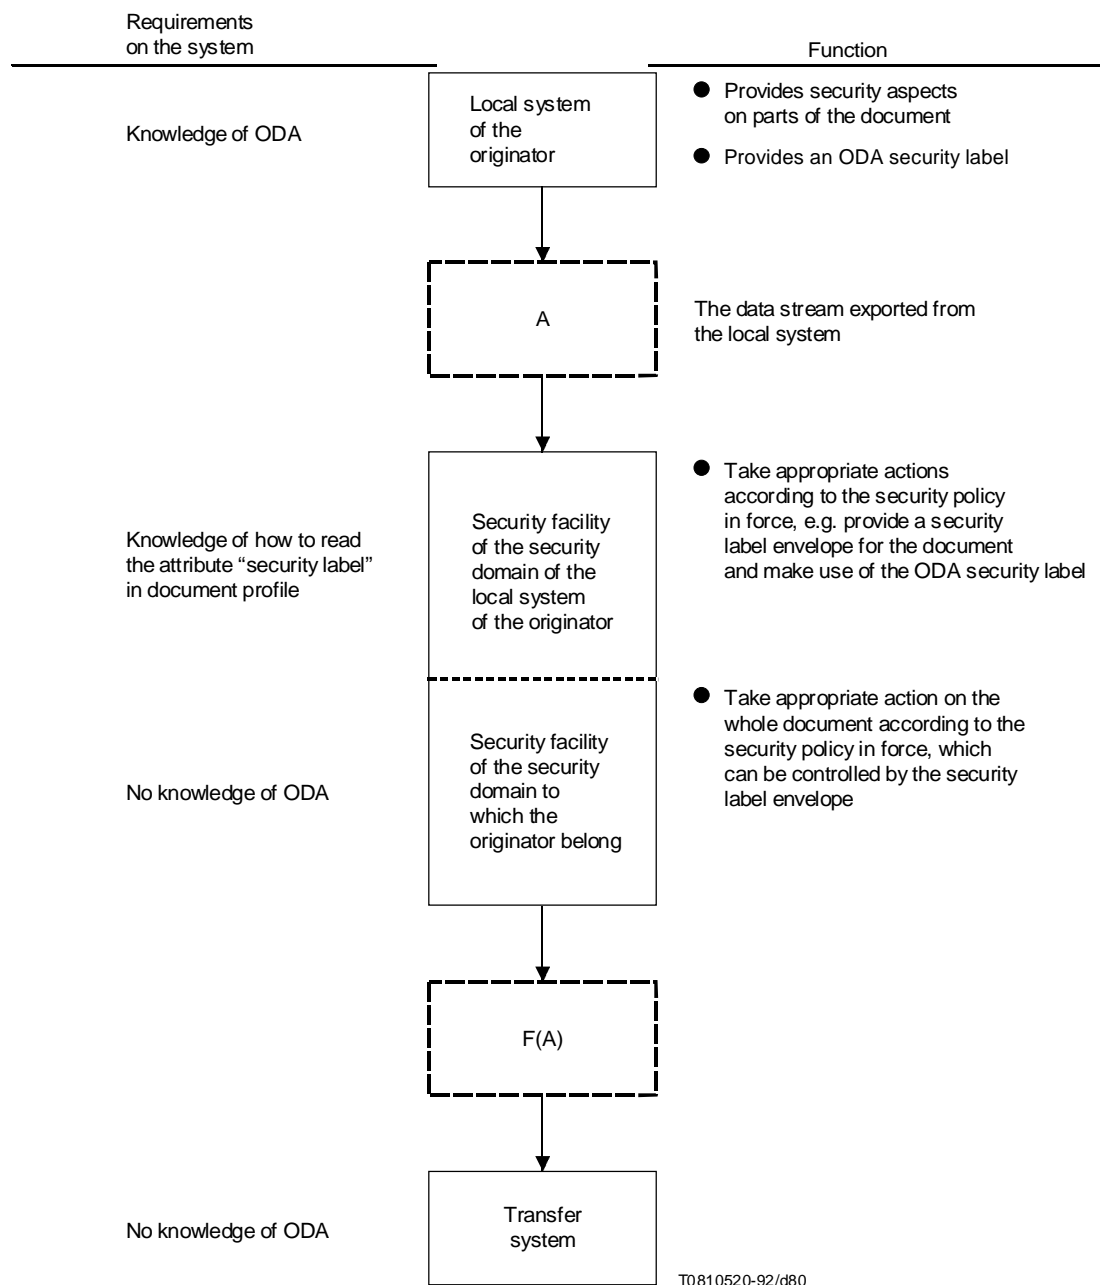 Requirements
on the system
Function
Knowledge of ODA
Local system
of the
originator
● Provides security aspects
on parts of the document
● Provides an ODA security label
A
The data stream exported from
the local system
Knowledge of how to read
the attribute “security label”
in document profile
Security facility
of the security
domain of the
local system
of the originator
● Take appropriate actions
according to the security policy
in force, e.g. provide a security
label envelope for the document
and make use of the ODA security label
No knowledge of ODA
Security facility
of the security
domain to
which the
originator belong
● Take appropriate action on the
whole document according to the
security policy in force, which
can be controlled by the security
label envelope
F(A)
No knowledge of ODA
Transfer
system
T0810520-92/d80